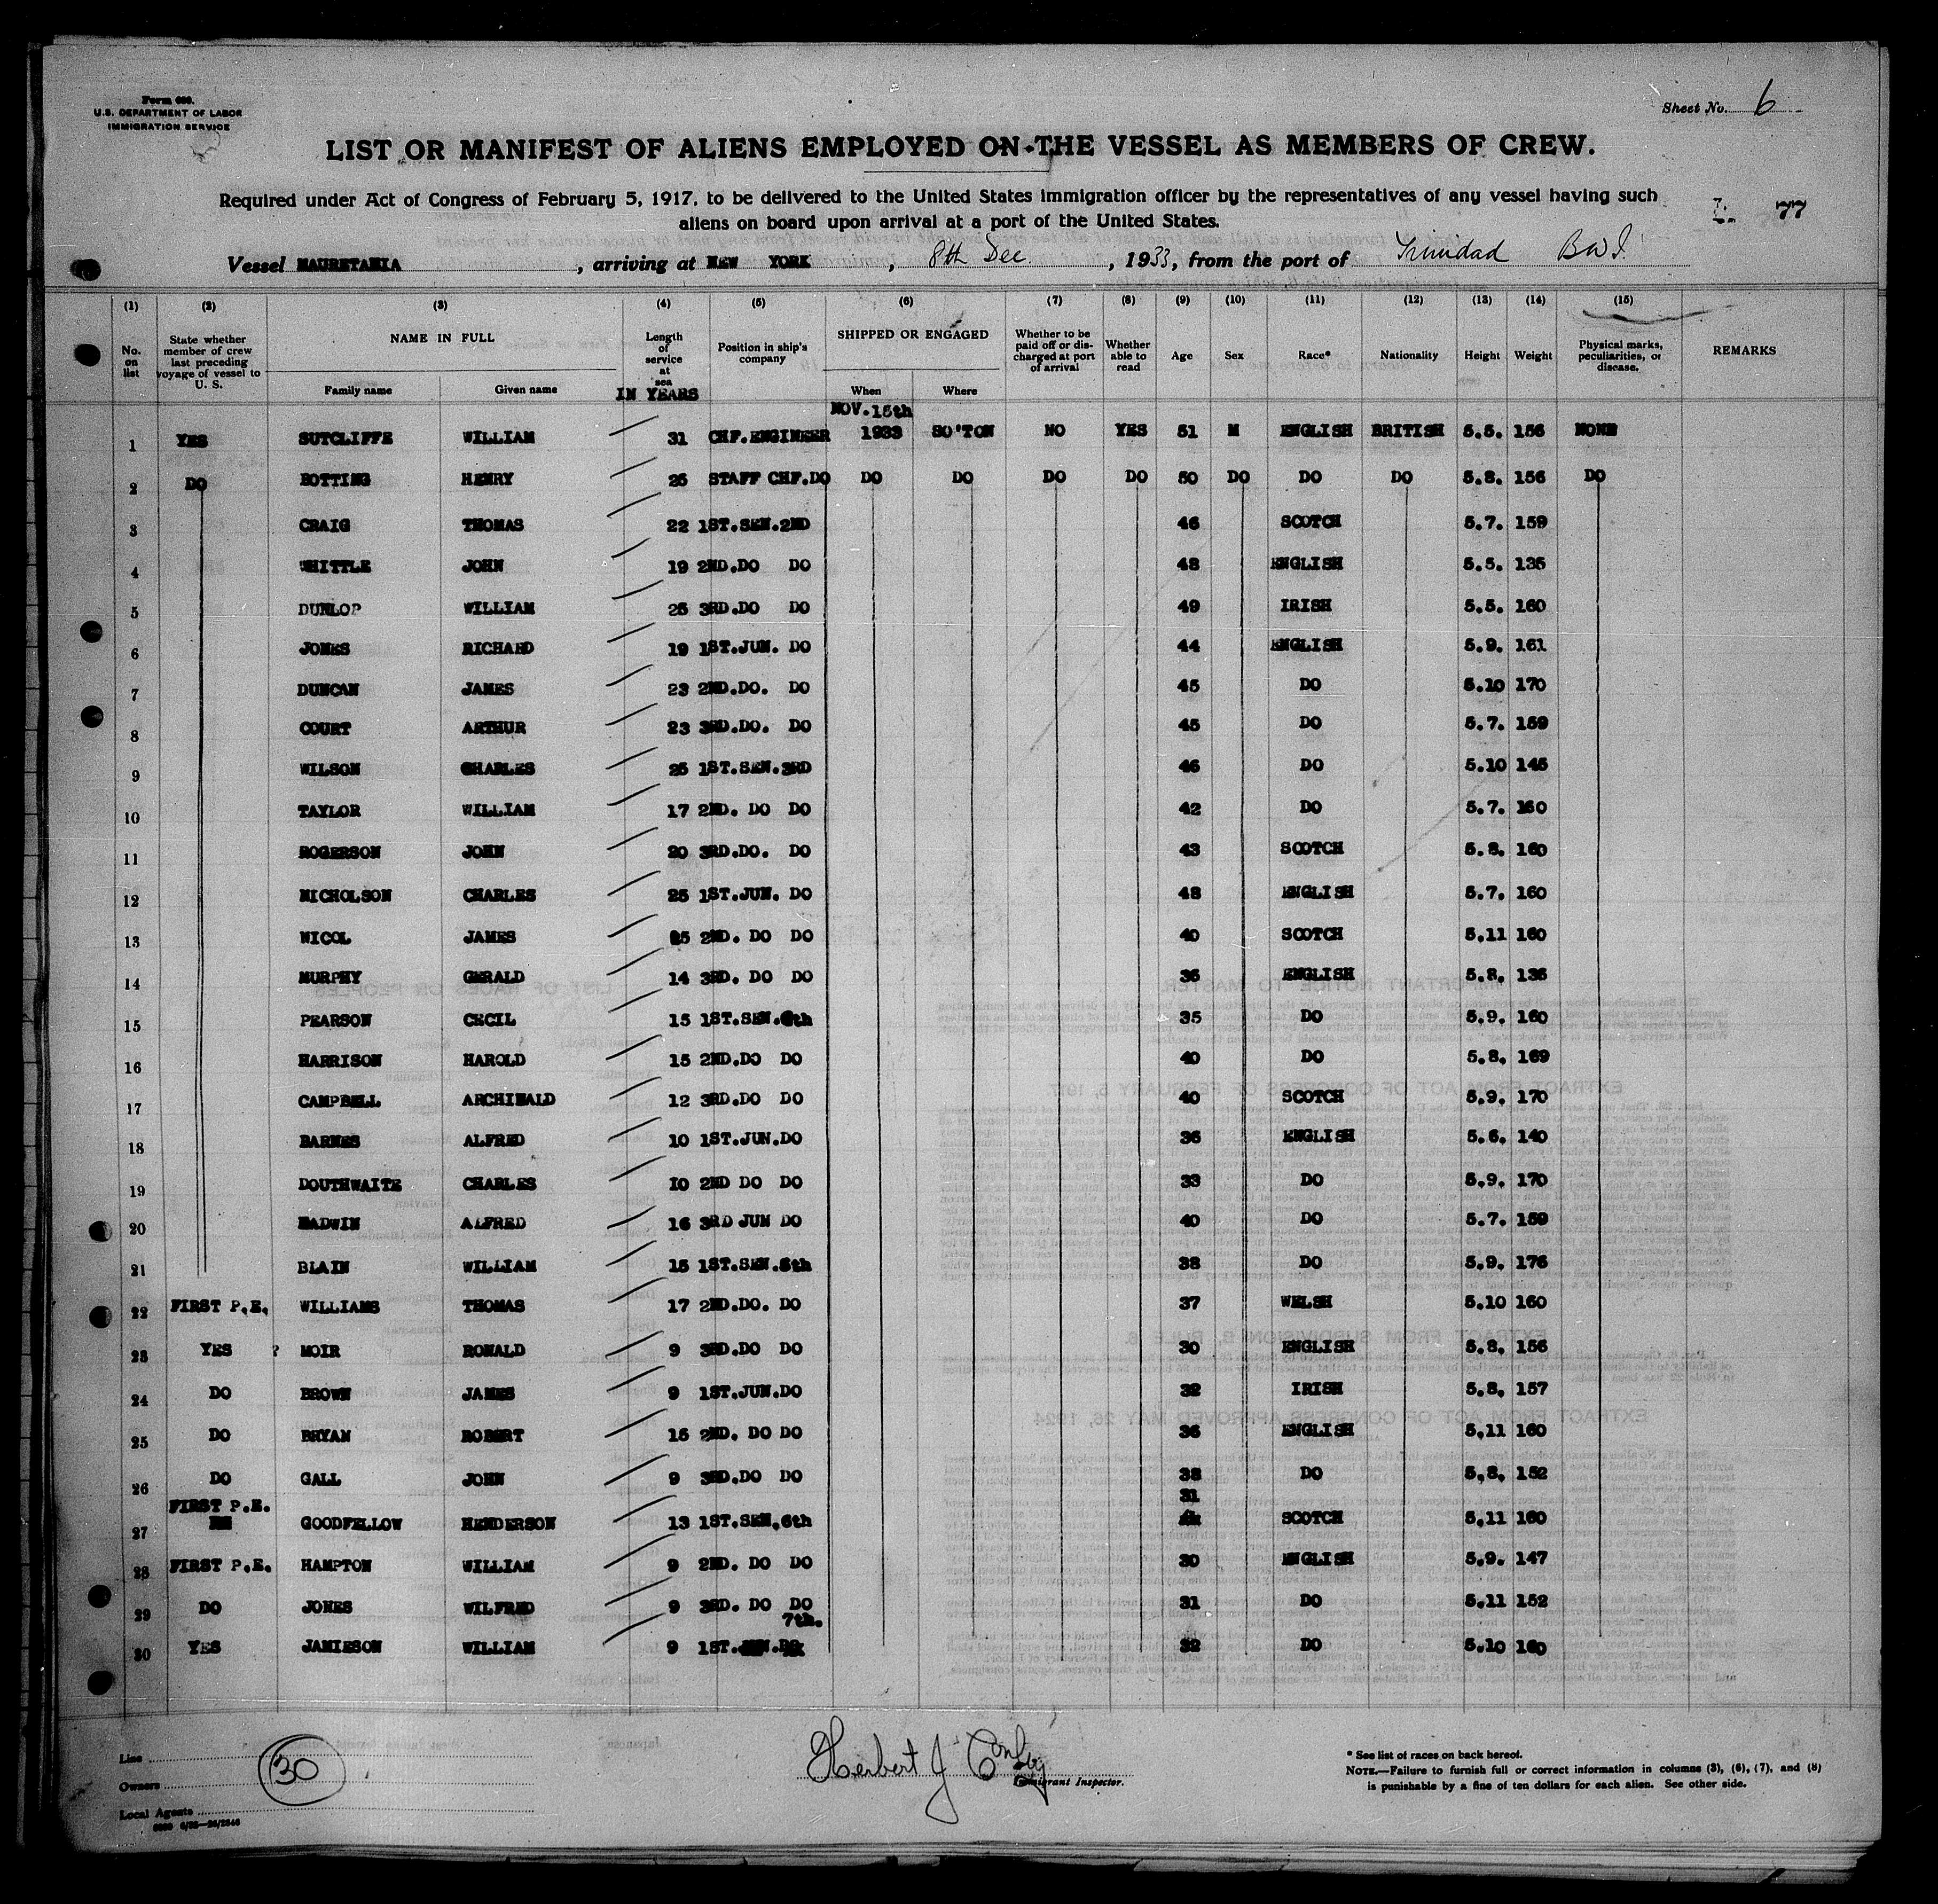 Form 680.
U.S. DEPARTMENT OF LABOR
IMMIGRATION SERVICE
Sheet No. 6
LIST OR MANIFEST OF ALIENS EMPLOYED ON THE VESSEL AS MEMBERS OF CREW.
Required under Act of Congress of February 5, 1917, to be delivered to the United States immigration officer by the representatives of any vessel having such
aliens on board upon arrival at a port of the United States.
77
Vessel MAURETANIA, arriving at NEW YORK, 8th Dec., 1933, from the port of Trinidad B W I.
(1) (2) (3) (4) (5) (6) (7) (8) (9) (10) (11) (12) (13) (14) (15)
No. on list State whether member of crew last preceding voyage of vessel to U. S. NAME IN FULL Family name Given name Length of service at sea IN YEARS Position in ship's company SHIPPED OR ENGAGED When Where Whether to be paid off or discharged at port of arrival Whether able to read Age Sex Race* Nationality Height Weight Physical marks, peculiarities, or disease. REMARKS
NOV.15th
1 YES SUTCLIFFE WILLIAM 31 CHF.ENGINEER 1933 SO'TON NO YES 51 M ENGLISH BRITISH 5.5. 156 NONE
2 DO BOTTING HENRY 25 STAFF CHF.DO DO DO DO DO 50 DO DO DO 5.8. 156 DO
3 CRAIG THOMAS 22 1ST.SEN.2ND 46 SCOTCH 5.7. 159
4 WHITTLE JOHN 19 2ND.DO DO 48 ENGLISH 5.5. 135
5 DUNLOP WILLIAM 25 3RD.DO DO 49 IRISH 5.5. 160
6 JONES RICHARD 19 1ST.JUN. DO 44 ENGLISH 5.9. 161
7 DUNCAN JAMES 23 2ND.DO. DO 45 DO 5.10 170
8 COURT ARTHUR 23 3RD.DO. DO 45 DO 5.7. 159
9 WILSON CHARLES 25 1ST.SEN.3RD 46 DO 5.10 145
10 TAYLOR WILLIAM 17 2ND. DO DO 42 DO 5.7. 160
11 ROGERSON JOHN 20 3RD.DO. DO 43 SCOTCH 5.8. 160
12 NICHOLSON CHARLES 25 1ST.JUN. DO 48 ENGLISH 5.7. 160
13 NICOL JAMES 2ND. DO DO 40 SCOTCH 5.11 160
14 MURPHY GERALD 14 3RD. DO DO 36 ENGLISH 5.8. 136
15 PEARSON CECIL 15 1ST.SEN. 35 DO 5.9. 160
16 HARRISON HAROLD 15 2ND.DO DO 40 DO 5.8. 169
17 CAMPBELL ARCHIBALD 12 3RD.DO DO 40 SCOTCH 5.9. 170
18 BARNES ALFRED 10 1ST.JUN.DO 36 ENGLISH 5.6. 140
19 DOUTHWAITE CHARLES 10 2ND DO DO 33 DO 5.9. 170
20 HADWIN ALFRED 16 3RD JUN DO 40 DO 5.7. 159
21 BLAIN WILLIAM 15 1ST.SEN.5th 38 DO 5.9. 176
22 FIRST P.E. WILLIAMS THOMAS 17 2ND.DO. DO 37 WELSH 5.10 160
23 YES ? MOIR RONALD 9 3RD.DO DO 30 ENGLISH 5.8. 156
24 DO BROWN JAMES 9 1ST.JUN.DO 32 IRISH 5.8. 157
25 DO BRYAN ROBERT 15 2ND. DO DO 36 ENGLISH 5.11 160
26 DO GALL JOHN 9 3RD.DO DO 38 DO 5.8. 152
27 FIRST P.E. GOODFELLOW HENDERSON 13 1ST.SEN.6th 31 SCOTCH 5.11 160
28 FIRST P.E. HAMPTON WILLIAM 9 2ND. DO DO 30 ENGLISH 5.9. 147
29 DO JONES WILFRED 9 3RD. DO DO 31 DO 5.11 152
7th.
30 YES JAMIESON WILLIAM 9 1ST. 32 DO 5.10 160
Line
Owners
Local Agents
30
Herbert J Conly
Immigrant Inspector.
* See list of races on back hereof.
NOTE.—Failure to furnish full or correct information in columns (3), (6), (7), and (8)
is punishable by a fine of ten dollars for each alien. See other side.